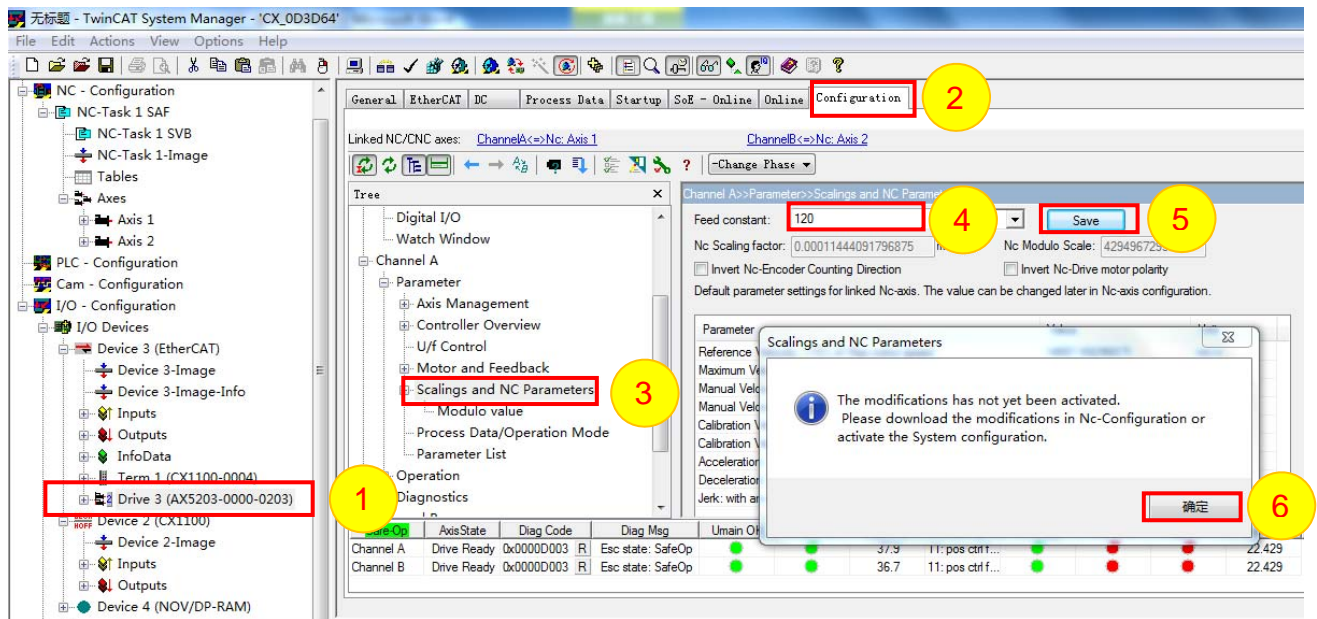 无标题 - TwinCAT System Manager - 'CX_0D3D64'
File Edit Actions View Options Help
NC - Configuration
NC-Task 1 SAF
NC-Task 1 SVB
NC-Task 1-Image
Tables
Axes
Axis 1
Axis 2
PLC - Configuration
Cam - Configuration
I/O - Configuration
I/O Devices
Device 3 (EtherCAT)
Device 3-Image
Device 3-Image-Info
Inputs
Outputs
InfoData
Term 1 (CX1100-0004)
Drive 3 (AX5203-0000-0203)
1
Device 2 (CX1100)
Device 2-Image
Inputs
Outputs
Device 4 (NOV/DP-RAM)
General EtherCAT DC Process Data Startup SoE - Online Online Configuration
2
Linked NC/CNC axes: ChannelA<=>Nc: Axis 1 ChannelB<=>Nc: Axis 2
-Change Phase
Tree X
Digital I/O
Watch Window
Channel A
Parameter
Axis Management
Controller Overview
U/f Control
Motor and Feedback
Scalings and NC Parameters
3
Modulo value
Process Data/Operation Mode
Parameter List
Operation
Diagnostics
Channel A>>Parameter>>Scalings and NC
Feed constant: 120
4
Save
5
Nc Scaling factor: 0.00011444091796875 Nc Modulo Scale:
Invert Nc-Encoder Counting Direction Invert Nc-Drive motor polarity
Default parameter settings for linked Nc-axis. The value can be changed later in Nc-axis configuration.
Parameter
Reference
Maximum
Manual
Manual
Calibration
Calibration
Acceleration
Deceleration
Jerk: with
Scalings and NC Parameters
The modifications has not yet been activated.
Please download the modifications in Nc-Configuration or
activate the System configuration.
确定
6
AxisState Diag Code Diag Msg Umain
Channel A Drive Ready 0x0000D003 R Esc state: SafeOp 37.9 11: pos ctrl f... 22.429
Channel B Drive Ready 0x0000D003 R Esc state: SafeOp 36.7 11: pos ctrl f... 22.429